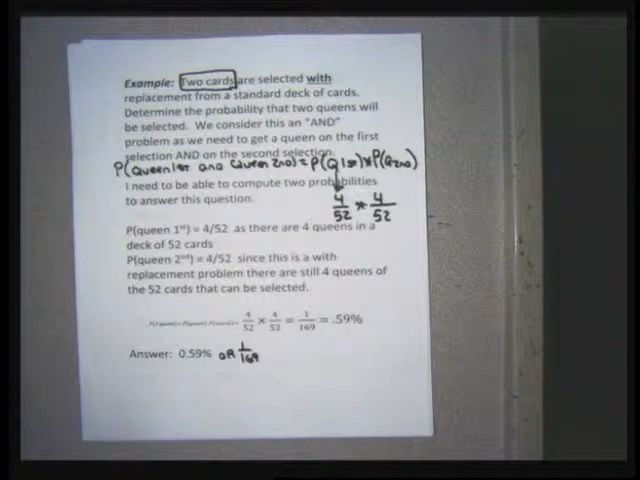 Example: Two cards are selected with
replacement from a standard deck of cards.
Determine the probability that two queens will
be selected. We consider this an "AND"
problem as we need to get a queen on the first
selection AND on the second selection.
P(Queen 1st and Queen 2nd) = P(Q 1st) * P(Q 2nd)
I need to be able to compute two probabilities
4/52 * 4/52
to answer this question.
P(queen 1st) = 4/52 as there are 4 queens in a
deck of 52 cards
P(queen 2nd) = 4/52 since this is a with
replacement problem there are still 4 queens of
the 52 cards that can be selected.
4/52 × 4/52 = 1/169 = .59%
Answer: 0.59% OR 1/169